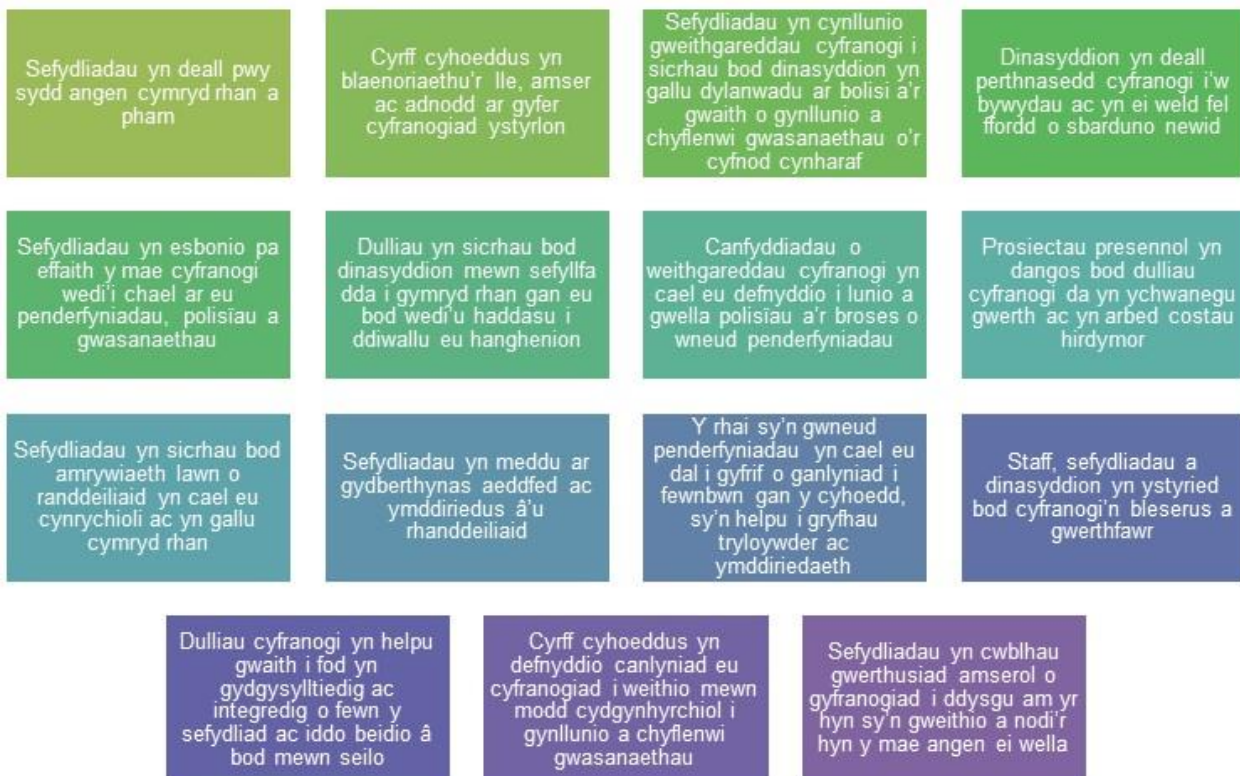 Sefydliadau yn deall pwy
sydd angen cymryd rhan a
pham
Cyrff cyhoeddus yn
blaenoriaethu'r lle, amser
ac adnodd ar gyfer
cyfranogiad ystyrlon
Sefydliadau yn cynllunio
gweithgareddau cyfranogi i
sicrhau bod dinasyddion yn
gallu dylanwadu ar bolisi a'r
gwaith o gynllunio a
chyflenwi gwasanaethau o'r
cyfnod cynharaf
Dinasyddion yn deall
perthnasedd cyfranogi i'w
bywydau ac yn ei weld fel
ffordd o sbarduno newid
Sefydliadau yn esbonio pa
effaith y mae cyfranogi
wedi'i chael ar eu
penderfyniadau, polisïau a
gwasanaethau
Dulliau yn sicrhau bod
dinasyddion mewn sefyllfa
dda i gymryd rhan gan eu
bod wedi'u haddasu i
ddiwallu eu hanghenion
Canfyddiadau o
weithgareddau cyfranogi yn
cael eu defnyddio i lunio a
gwella polisïau a'r broses o
wneud penderfyniadau
Prosiectau presennol yn
dangos bod dulliau
cyfranogi da yn ychwanegu
gwerth ac yn arbed costau
hirdymor
Sefydliadau yn sicrhau bod
amrywiaeth lawn o
randdeiliaid yn cael eu
cynrychioli ac yn gallu
cymryd rhan
Sefydliadau yn meddu ar
gydberthynas aeddfed ac
ymddiriedus â'u
rhanddeiliaid
Y rhai sy'n gwneud
penderfyniadau yn cael eu
dal i gyfrif o ganlyniad i
fewnbwn gan y cyhoedd,
sy'n helpu i gryfhau
tryloywder ac
ymddiriedaeth
Staff, sefydliadau a
dinasyddion yn ystyried
bod cyfranogi'n bleserus a
gwerthfawr
Dulliau cyfranogi yn helpu
gwaith i fod yn
gydgysylltiedig ac
integredig o fewn y
sefydliad ac iddo beidio â
bod mewn seilo
Cyrff cyhoeddus yn
defnyddio canlyniad eu
cyfranogiad i weithio mewn
modd cydgynhyrchiol i
gynllunio a chyflenwi
gwasanaethau
Sefydliadau yn cwblhau
gwerthusiad amserol o
gyfranogiad i ddysgu am yr
hyn sy'n gweithio a nodi'r
hyn y mae angen ei wella